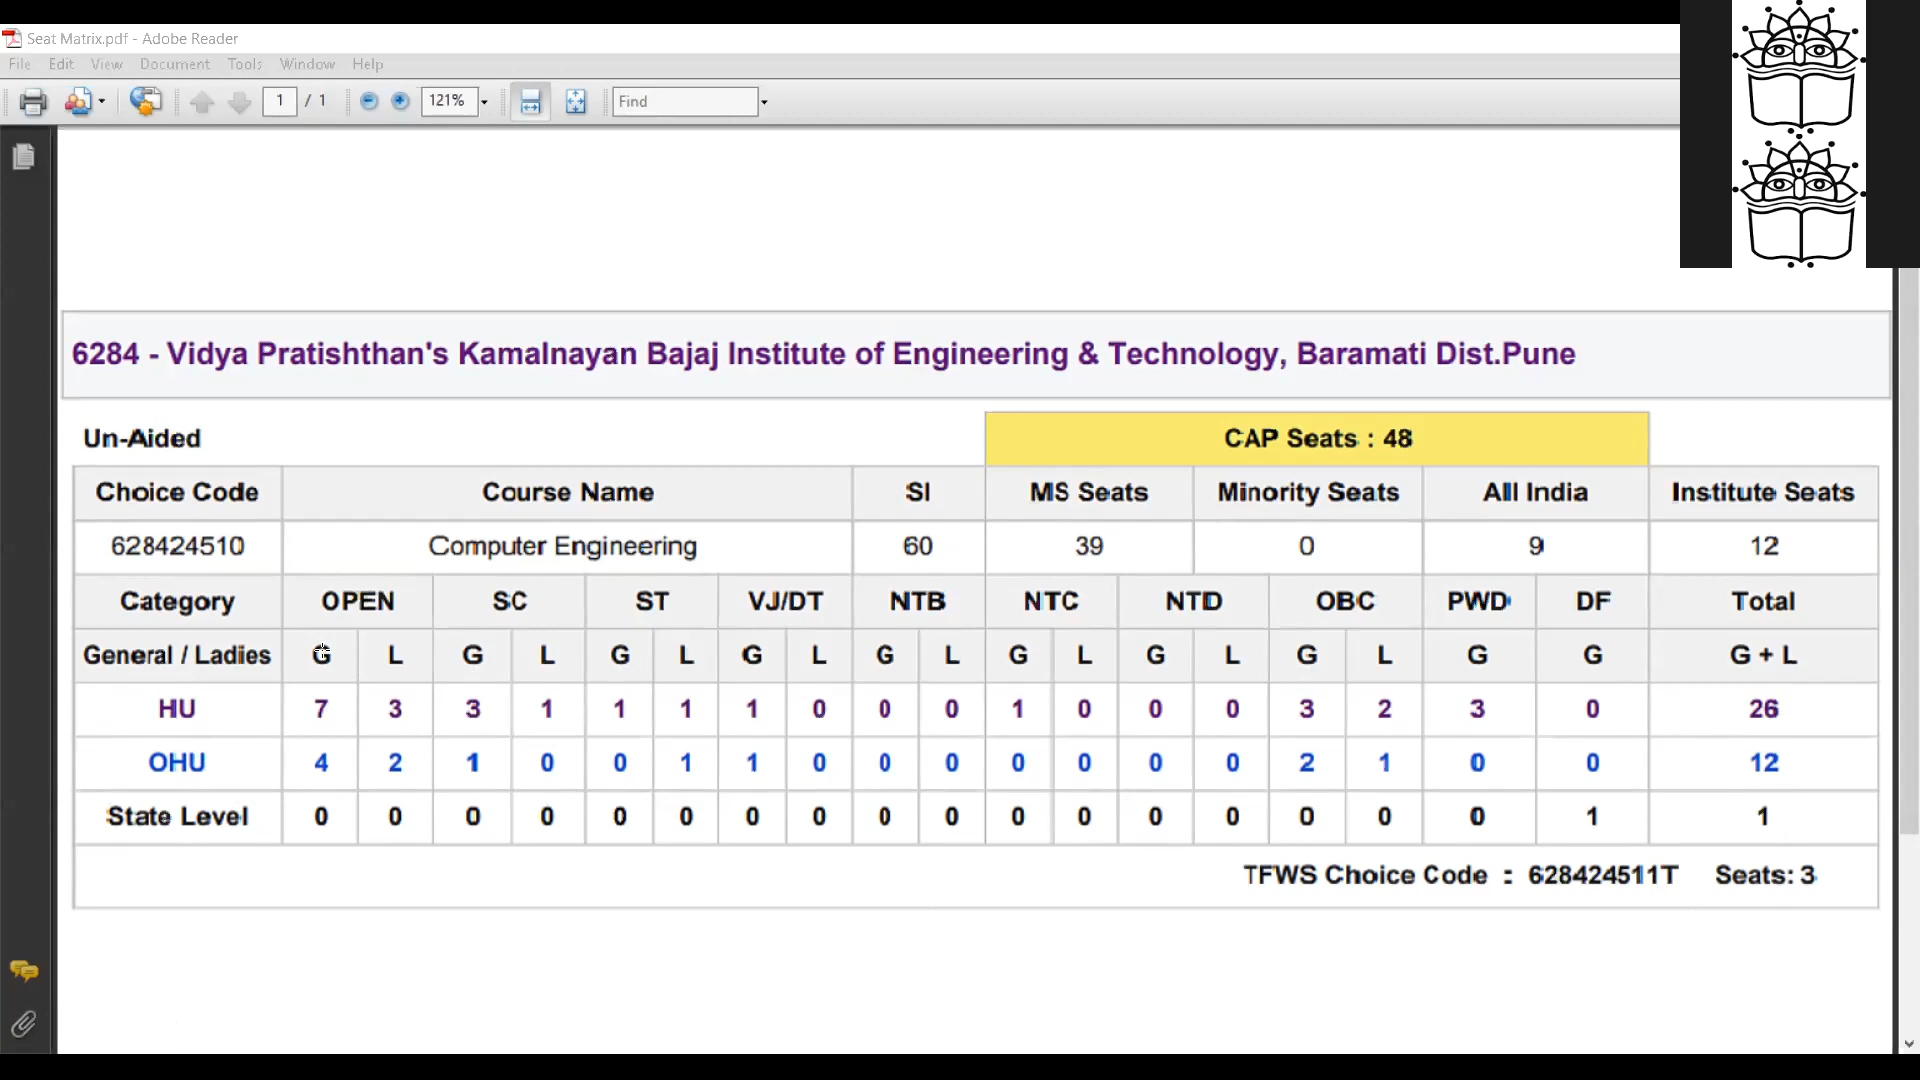 Seat Matrix.pdf - Adobe Reader
File Edit View Document Tools Window Help
1 / 1 121% Find
6284 - Vidya Pratishthan's Kamalnayan Bajaj Institute of Engineering & Technology, Baramati Dist.Pune
Un-Aided CAP Seats : 48
Choice Code Course Name SI MS Seats Minority Seats All India Institute Seats
628424510 Computer Engineering 60 39 0 9 12
Category OPEN SC ST VJ/DT NTB NTC NTD OBC PWD DF Total
General / Ladies G L G L G L G L G L G L G L G L G G G + L
HU 7 3 3 1 1 1 1 0 0 0 1 0 0 0 3 2 3 0 26
OHU 4 2 1 0 0 1 1 0 0 0 0 0 0 0 2 1 0 0 12
State Level 0 0 0 0 0 0 0 0 0 0 0 0 0 0 0 0 0 1 1
TFWS Choice Code : 628424511T Seats: 3